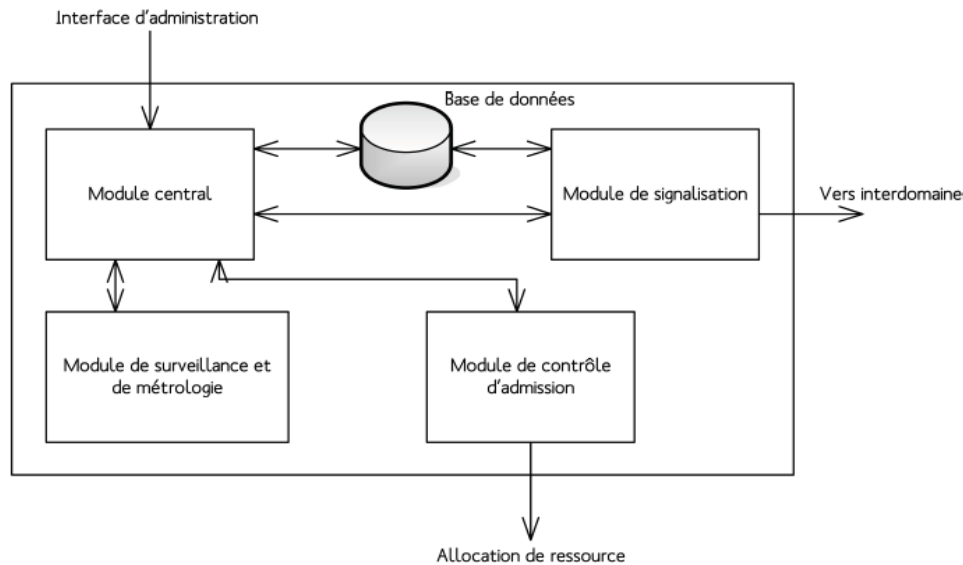 Interface d'administration
Base de données
Module central
Module de signalisation
Vers interdomaine
Module de surveillance et
de métrologie
Module de contrôle
d'admission
Allocation de ressource